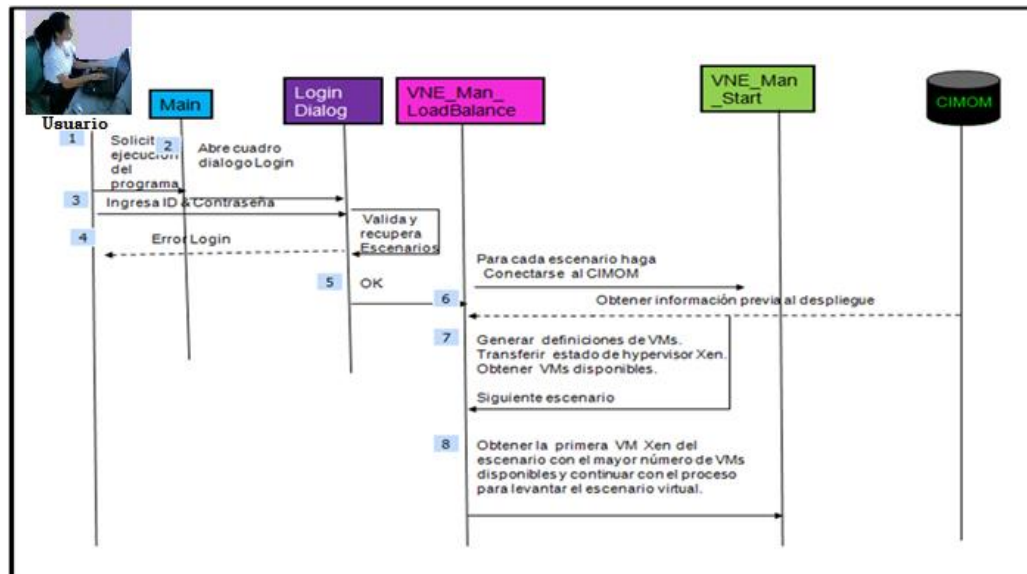 Usuario
Main
Login
Dialog
VNE_Man_
LoadBalance
VNE_Man
_Start
CIMOM
1
Solicit
ejecución
del
programa
2
Abre cuadro
dialogo Login
3
Ingresa ID & Contraseña
Valida y
recupera
Escenarios
4
Error Login
5
OK
Para cada escenario haga
Conectarse al CIMOM
6
Obtener información previa al despliegue
7
Generar definiciones de VMs.
Transferir estado de hypervisor Xen.
Obtener VMs disponibles.
Siguiente escenario
8
Obtener la primera VM Xen del
escenario con el mayor número de VMs
disponibles y continuar con el proceso
para levantar el escenario virtual.